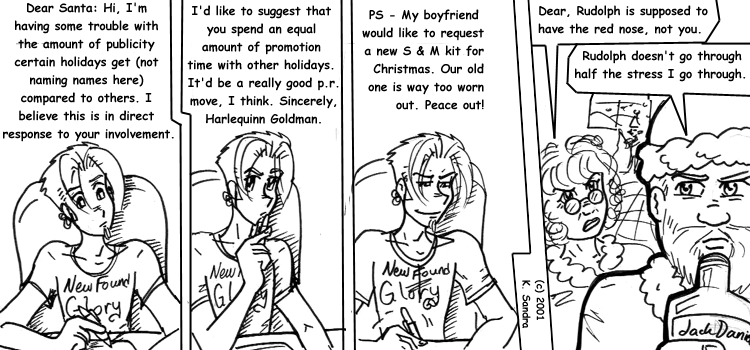 Dear Santa: Hi, I'm
having some trouble with
the amount of publicity
certain holidays get (not
naming names here)
compared to others. I
believe this is in direct
response to your involvement.
New Found
Glory
I'd like to suggest that
you spend an equal
amount of promotion
time with other holidays.
It'd be a really good p.r.
move, I think. Sincerely,
Harlequinn Goldman.
New
Glory
PS - My boyfriend
would like to request
a new S & M kit for
Christmas. Our old
one is way too worn
out. Peace out!
New Found
Glory
Dear, Rudolph is supposed to
have the red nose, not you.
Rudolph doesn't go through
half the stress I go through.
Jack Dani
(c) 2001
K. Sandra